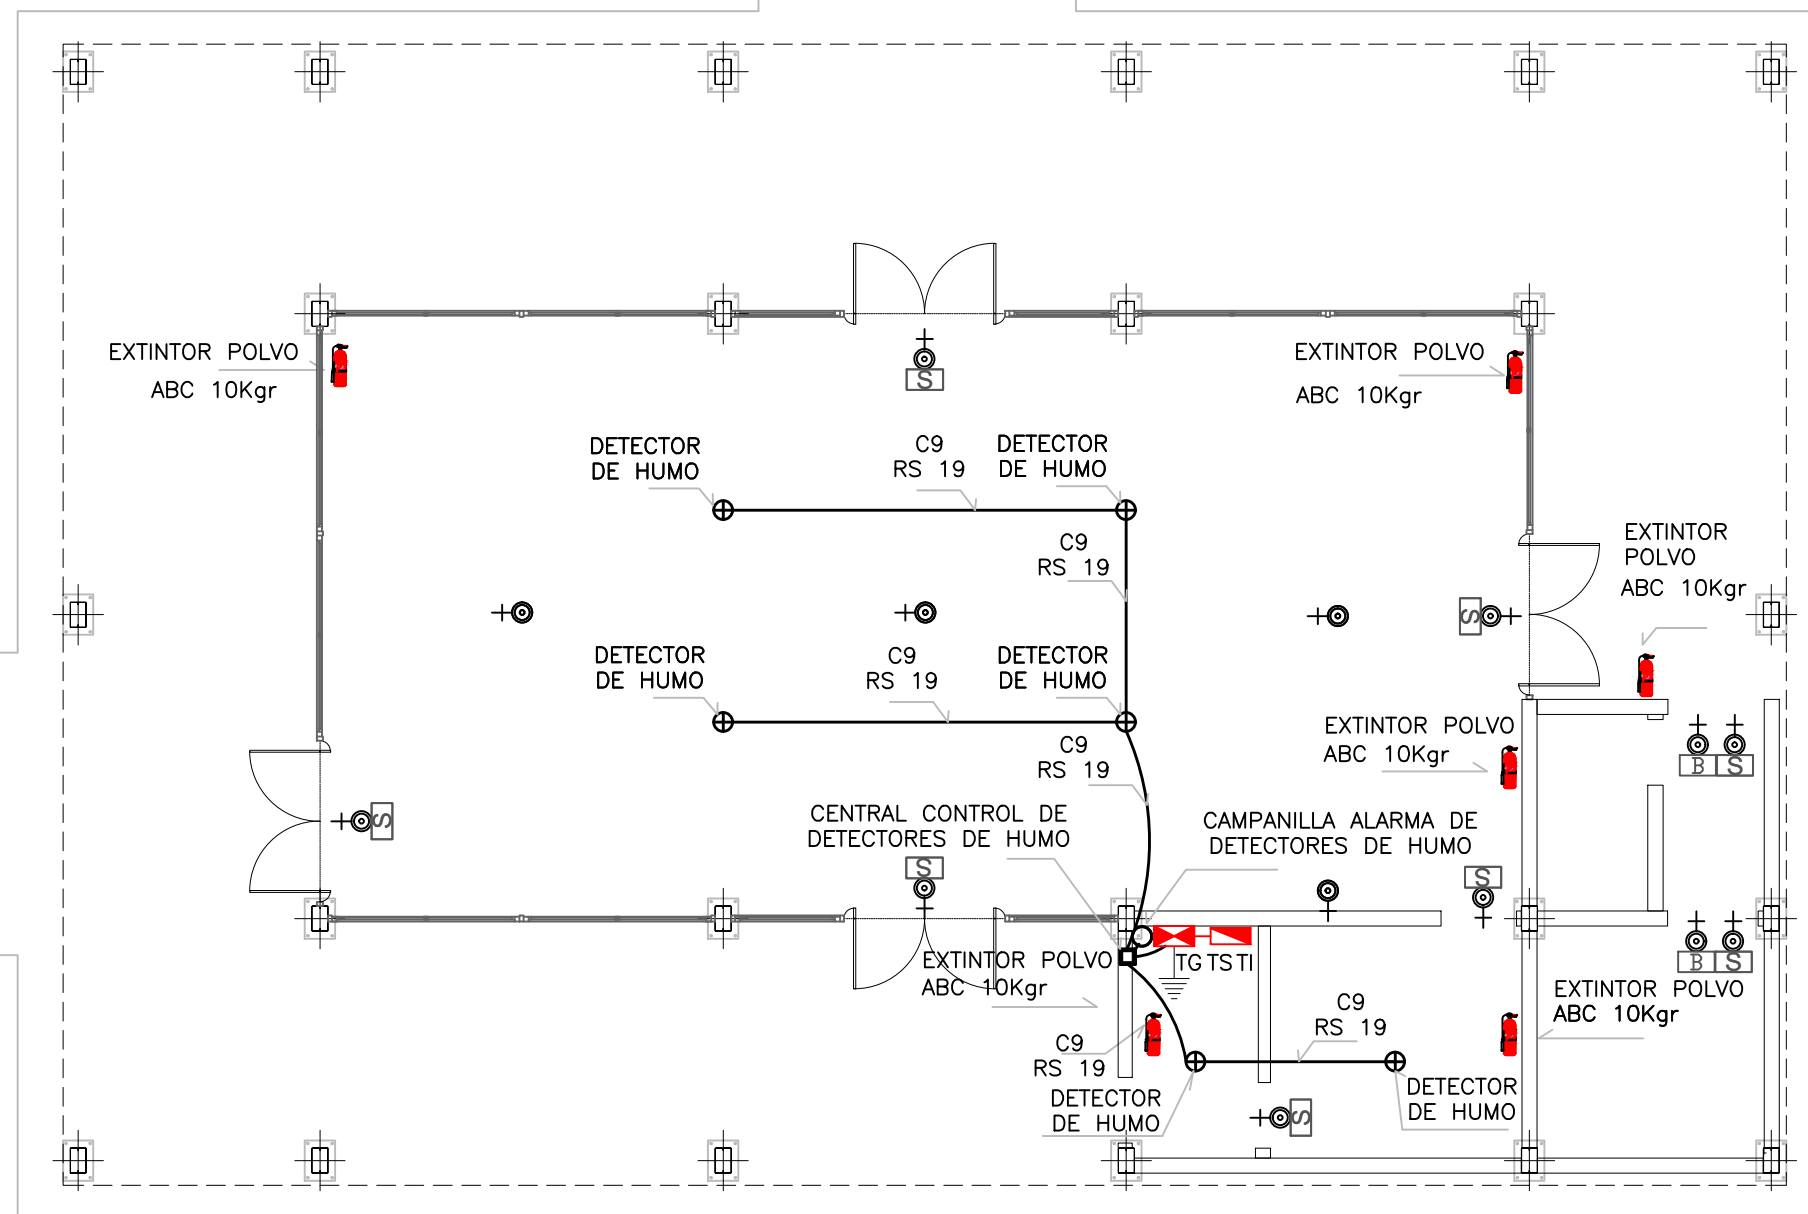 EXTINTOR POLVO
ABC 10Kgr
EXTINTOR POLVO
ABC 10Kgr
S
DETECTOR
DE HUMO
C9
RS 19
DETECTOR
DE HUMO
C9
RS 19
EXTINTOR
POLVO
ABC 10Kgr
S
DETECTOR
DE HUMO
C9
RS 19
DETECTOR
DE HUMO
C9
RS 19
EXTINTOR POLVO
ABC 10Kgr
B S
S
CENTRAL CONTROL DE
DETECTORES DE HUMO
CAMPANILLA ALARMA DE
DETECTORES DE HUMO
S
S
EXTINTOR POLVO
ABC 10Kgr
TG TS TI
B S
EXTINTOR POLVO
ABC 10Kgr
C9
RS 19
C9
RS 19
DETECTOR
DE HUMO
DETECTOR
DE HUMO
S